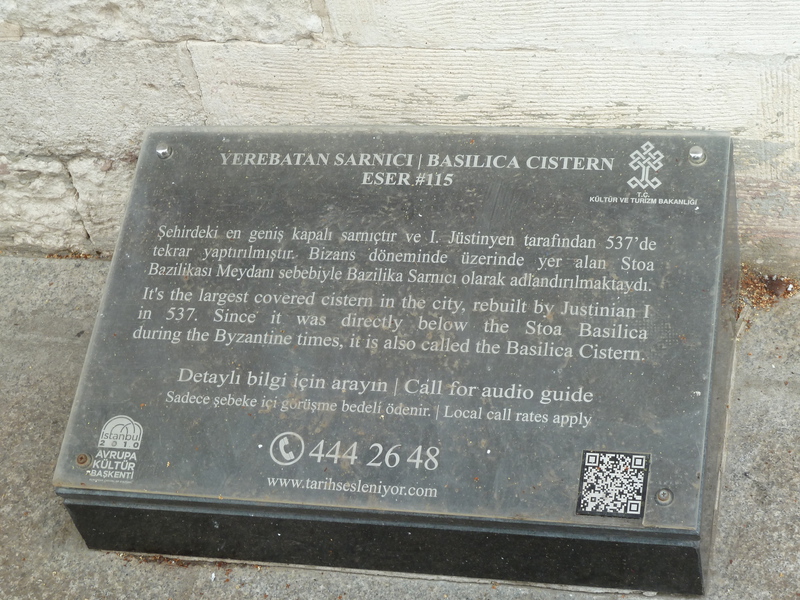 YEREBATAN SARNICI | BASILICA CISTERN
ESER #115
T.C.
KÜLTÜR VE TURİZM BAKANLIĞI
Şehirdeki en geniş kapalı sarnıçtır ve I. Jüstinyen tarafından 537'de
tekrar yaptırılmıştır. Bizans döneminde üzerinde yer alan Stoa
Bazilikası Meydanı sebebiyle Bazilika Sarnıcı olarak adlandırılmaktaydı.
It's the largest covered cistern in the city, rebuilt by Justinian I
in 537. Since it was directly below the Stoa Basilica
during the Byzantine times, it is also called the Basilica Cistern.
Detaylı bilgi için arayın | Call for audio guide
Sadece şebeke içi görüşme bedeli ödenir. | Local call rates apply
444 26 48
www.tarihsesleniyor.com
istanbul
2010
AVRUPA
KÜLTÜR
BAŞKENTİ